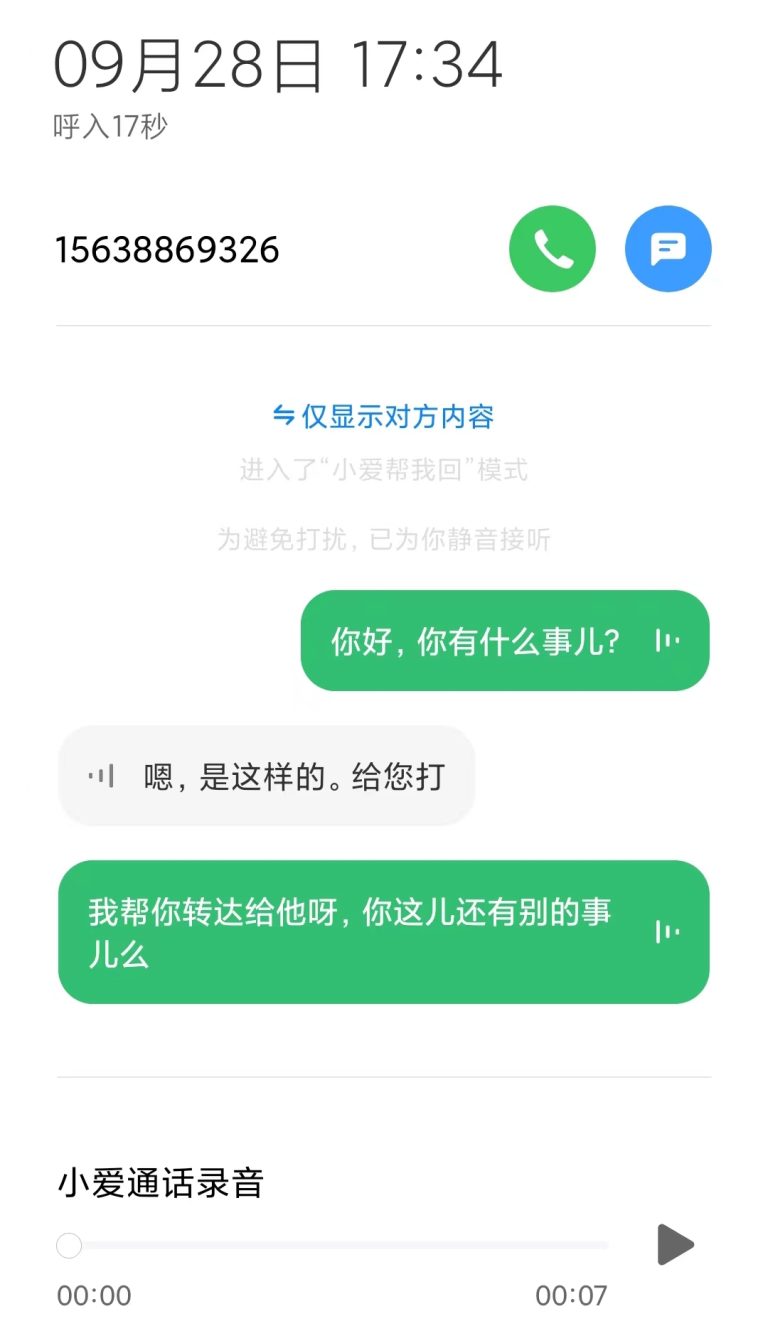 09月28日 17:34
呼入17秒
15638869326
仅显示对方内容
进入了“小爱帮我回”模式
为避免打扰，已为你静音接听
你好，你有什么事儿？
嗯，是这样的。给您打
我帮你转达给他呀，你这儿还有别的事
儿么
小爱通话录音
00:00
00:07